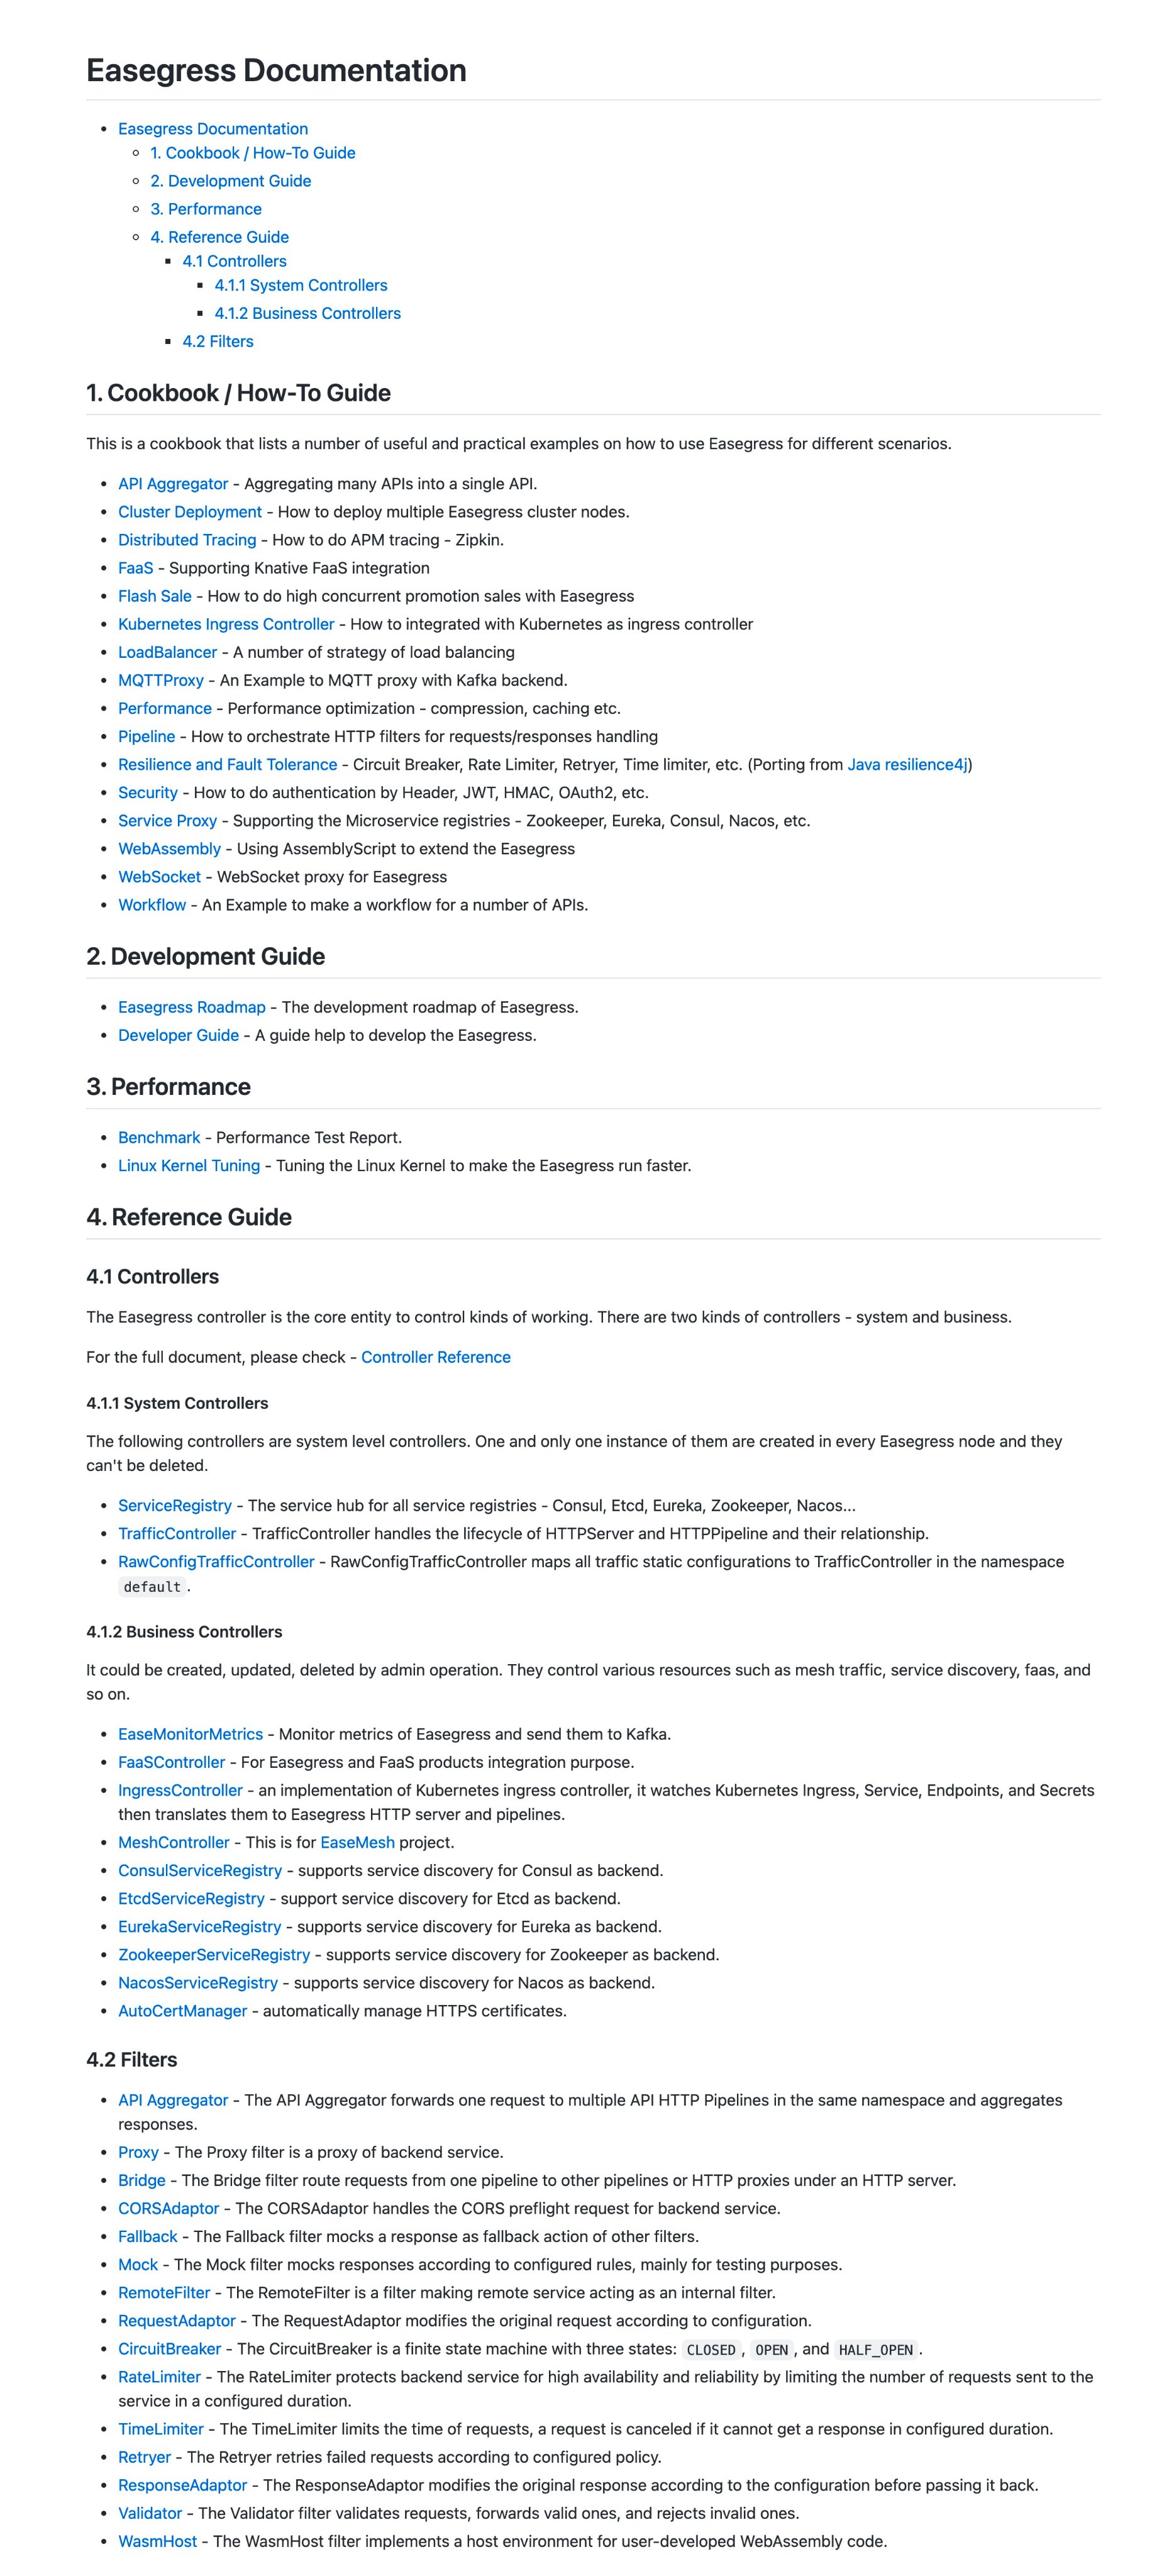 Easegress Documentation
Easegress Documentation
1. Cookbook / How-To Guide
2. Development Guide
3. Performance
4. Reference Guide
4.1 Controllers
4.1.1 System Controllers
4.1.2 Business Controllers
4.2 Filters
1. Cookbook / How-To Guide
This is a cookbook that lists a number of useful and practical examples on how to use Easegress for different scenarios.
API Aggregator - Aggregating many APIs into a single API.
Cluster Deployment - How to deploy multiple Easegress cluster nodes.
Distributed Tracing - How to do APM tracing - Zipkin.
FaaS - Supporting Knative FaaS integration
Flash Sale - How to do high concurrent promotion sales with Easegress
Kubernetes Ingress Controller - How to integrated with Kubernetes as ingress controller
LoadBalancer - A number of strategy of load balancing
MQTTProxy - An Example to MQTT proxy with Kafka backend.
Performance - Performance optimization - compression, caching etc.
Pipeline - How to orchestrate HTTP filters for requests/responses handling
Resilience and Fault Tolerance - Circuit Breaker, Rate Limiter, Retryer, Time limiter, etc. (Porting from Java resilience4j)
Security - How to do authentication by Header, JWT, HMAC, OAuth2, etc.
Service Proxy - Supporting the Microservice registries - Zookeeper, Eureka, Consul, Nacos, etc.
WebAssembly - Using AssemblyScript to extend the Easegress
WebSocket - WebSocket proxy for Easegress
Workflow - An Example to make a workflow for a number of APIs.
2. Development Guide
Easegress Roadmap - The development roadmap of Easegress.
Developer Guide - A guide help to develop the Easegress.
3. Performance
Benchmark - Performance Test Report.
Linux Kernel Tuning - Tuning the Linux Kernel to make the Easegress run faster.
4. Reference Guide
4.1 Controllers
The Easegress controller is the core entity to control kinds of working. There are two kinds of controllers - system and business.
For the full document, please check - Controller Reference
4.1.1 System Controllers
The following controllers are system level controllers. One and only one instance of them are created in every Easegress node and they
can't be deleted.
ServiceRegistry - The service hub for all service registries - Consul, Etcd, Eureka, Zookeeper, Nacos...
TrafficController - TrafficController handles the lifecycle of HTTPServer and HTTPPipeline and their relationship.
RawConfigTrafficController - RawConfigTrafficController maps all traffic static configurations to TrafficController in the namespace
default.
4.1.2 Business Controllers
It could be created, updated, deleted by admin operation. They control various resources such as mesh traffic, service discovery, faas, and
so on.
EaseMonitorMetrics - Monitor metrics of Easegress and send them to Kafka.
FaaSController - For Easegress and FaaS products integration purpose.
IngressController - an implementation of Kubernetes ingress controller, it watches Kubernetes Ingress, Service, Endpoints, and Secrets
then translates them to Easegress HTTP server and pipelines.
MeshController - This is for EaseMesh project.
ConsulServiceRegistry - supports service discovery for Consul as backend.
EtcdServiceRegistry - support service discovery for Etcd as backend.
EurekaServiceRegistry - supports service discovery for Eureka as backend.
ZookeeperServiceRegistry - supports service discovery for Zookeeper as backend.
NacosServiceRegistry - supports service discovery for Nacos as backend.
AutoCertManager - automatically manage HTTPS certificates.
4.2 Filters
API Aggregator - The API Aggregator forwards one request to multiple API HTTP Pipelines in the same namespace and aggregates
responses.
Proxy - The Proxy filter is a proxy of backend service.
Bridge - The Bridge filter route requests from one pipeline to other pipelines or HTTP proxies under an HTTP server.
CORSAdaptor - The CORSAdaptor handles the CORS preflight request for backend service.
Fallback - The Fallback filter mocks a response as fallback action of other filters.
Mock - The Mock filter mocks responses according to configured rules, mainly for testing purposes.
RemoteFilter - The RemoteFilter is a filter making remote service acting as an internal filter.
RequestAdaptor - The RequestAdaptor modifies the original request according to configuration.
CircuitBreaker - The CircuitBreaker is a finite state machine with three states: CLOSED, OPEN, and HALF_OPEN.
RateLimiter - The RateLimiter protects backend service for high availability and reliability by limiting the number of requests sent to the
service in a configured duration.
TimeLimiter - The TimeLimiter limits the time of requests, a request is canceled if it cannot get a response in configured duration.
Retryer - The Retryer retries failed requests according to configured policy.
ResponseAdaptor - The ResponseAdaptor modifies the original response according to the configuration before passing it back.
Validator - The Validator filter validates requests, forwards valid ones, and rejects invalid ones.
WasmHost - The WasmHost filter implements a host environment for user-developed WebAssembly code.